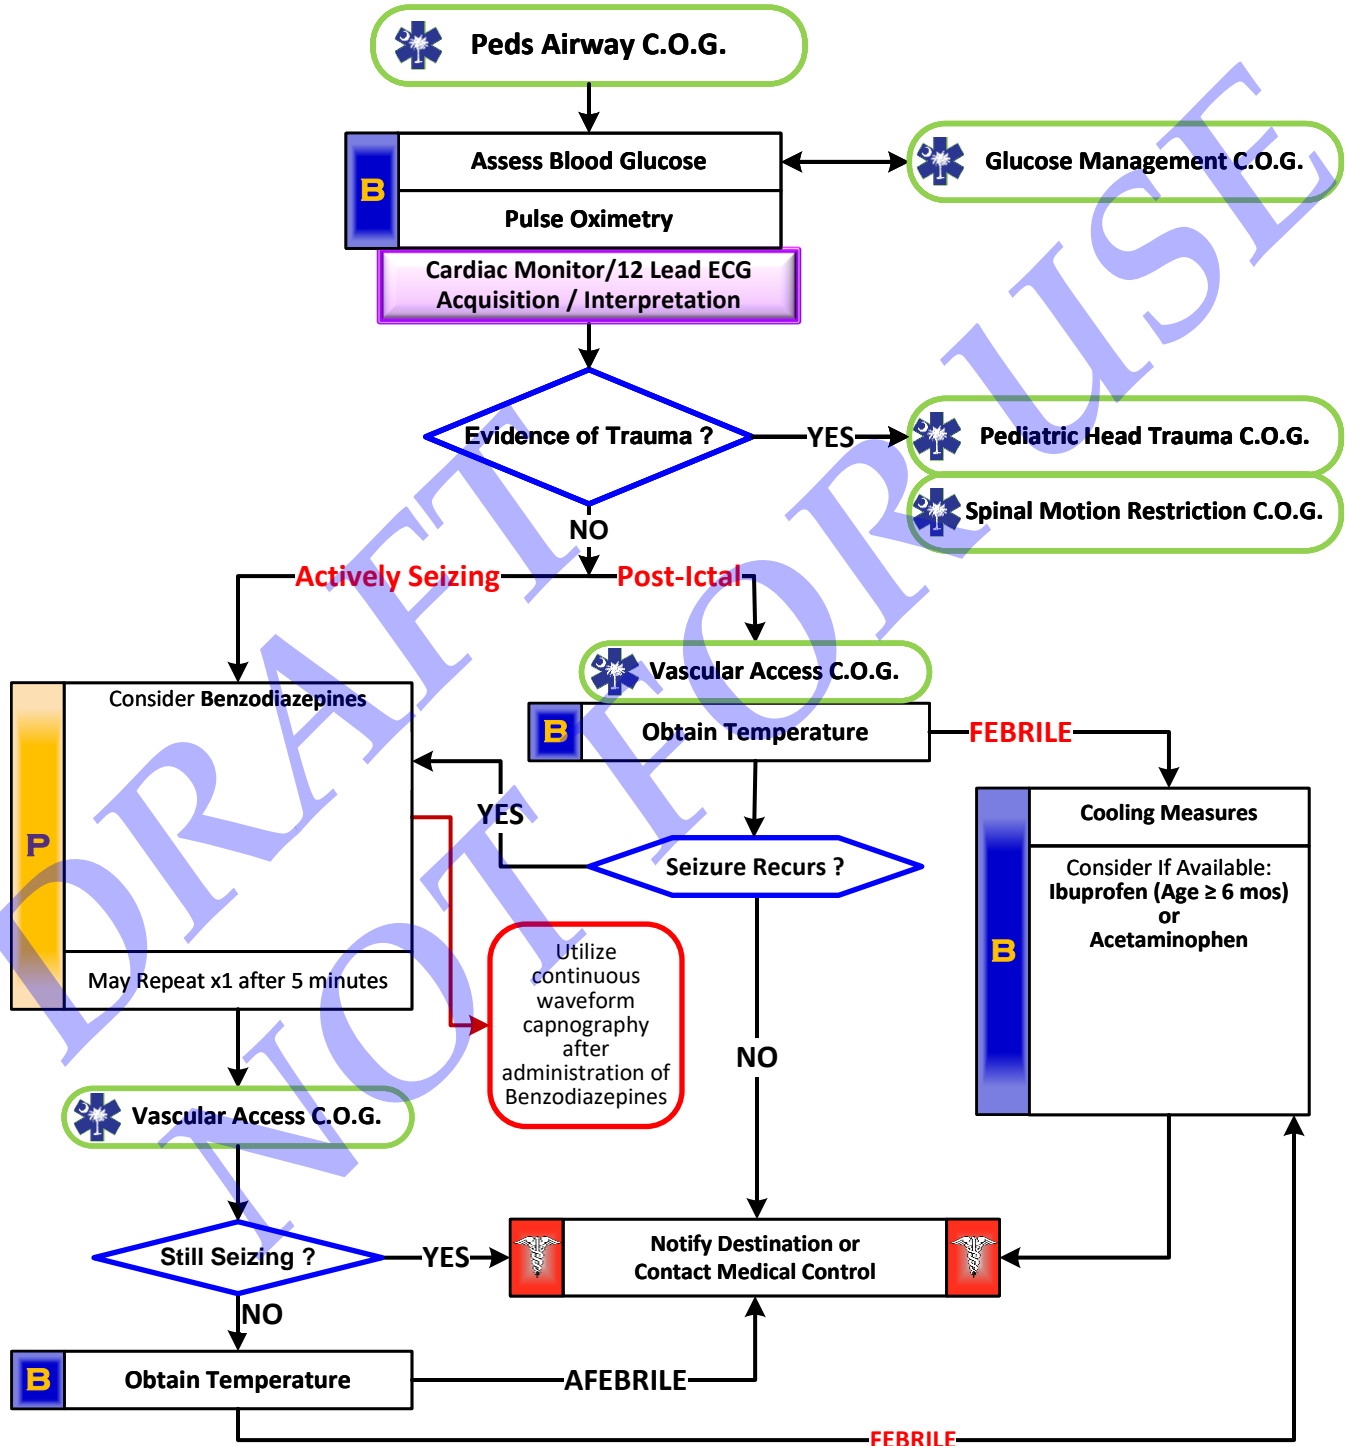 Peds Airway C.O.G.
B
Assess Blood Glucose
Glucose Management C.O.G.
Pulse Oximetry
Cardiac Monitor/12 Lead ECG
Acquisition / Interpretation
Evidence of Trauma ?
YES
Pediatric Head Trauma C.O.G.
Spinal Motion Restriction C.O.G.
NO
Actively Seizing
Post-Ictal
Vascular Access C.O.G.
P
Consider Benzodiazepines
May Repeat x1 after 5 minutes
B
Obtain Temperature
FEBRILE
YES
Seizure Recurs ?
B
Cooling Measures
Consider If Available:
Ibuprofen (Age ≥ 6 mos)
or
Acetaminophen
Utilize
continuous
waveform
capnography
after
administration of
Benzodiazepines
NO
Vascular Access C.O.G.
Still Seizing ?
YES
Notify Destination or
Contact Medical Control
NO
B
Obtain Temperature
AFEBRILE
FEBRILE
DRAFT
NOT FOR USE